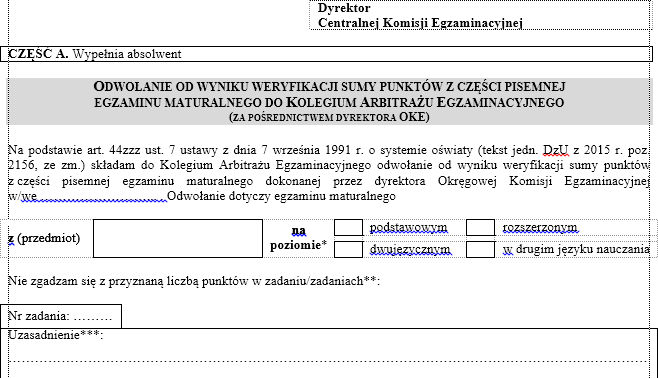 Dyrektor
Centralnej Komisji Egzaminacyjnej
CZĘŚĆ A. Wypełnia absolwent
ODWOŁANIE OD WYNIKU WERYFIKACJI SUMY PUNKTÓW Z CZĘŚCI PISEMNEJ
EGZAMINU MATURALNEGO DO KOLEGIUM ARBITRAŻU EGZAMINACYJNEGO
(ZA POŚREDNICTWEM DYREKTORA OKE)
Na podstawie art. 44zzz ust. 7 ustawy z dnia 7 września 1991 r. o systemie oświaty (tekst jedn. DzU z 2015 r. poz.
2156, ze zm.) składam do Kolegium Arbitrażu Egzaminacyjnego odwołanie od wyniku weryfikacji sumy punktów
z części pisemnej egzaminu maturalnego dokonanej przez dyrektora Okręgowej Komisji Egzaminacyjnej
w/we..............................Odwołanie dotyczy egzaminu maturalnego
z (przedmiot) na poziomie* podstawowym rozszerzonym
dwujęzycznym w drugim języku nauczania
Nie zgadzam się z przyznaną liczbą punktów w zadaniu/zadaniach**:
Nr zadania: ………
Uzasadnienie***: